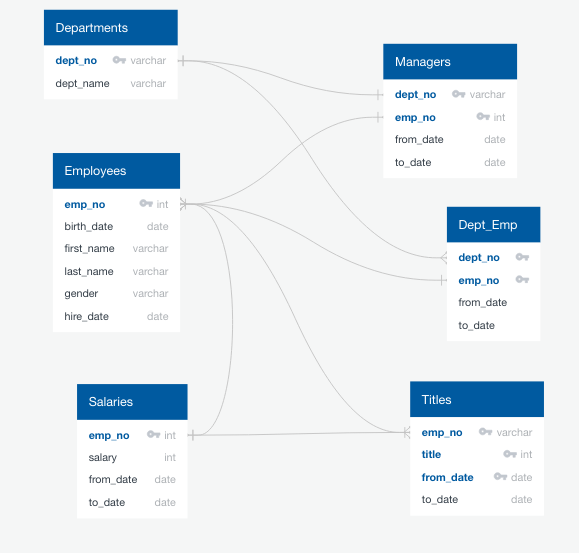 Departments
dept_no varchar
dept_name varchar
Managers
dept_no varchar
emp_no int
from_date date
to_date date
Employees
emp_no int
birth_date date
first_name varchar
last_name varchar
gender varchar
hire_date date
Dept_Emp
dept_no
emp_no
from_date
to_date
Salaries
emp_no int
salary int
from_date date
to_date date
Titles
emp_no varchar
title int
from_date date
to_date date